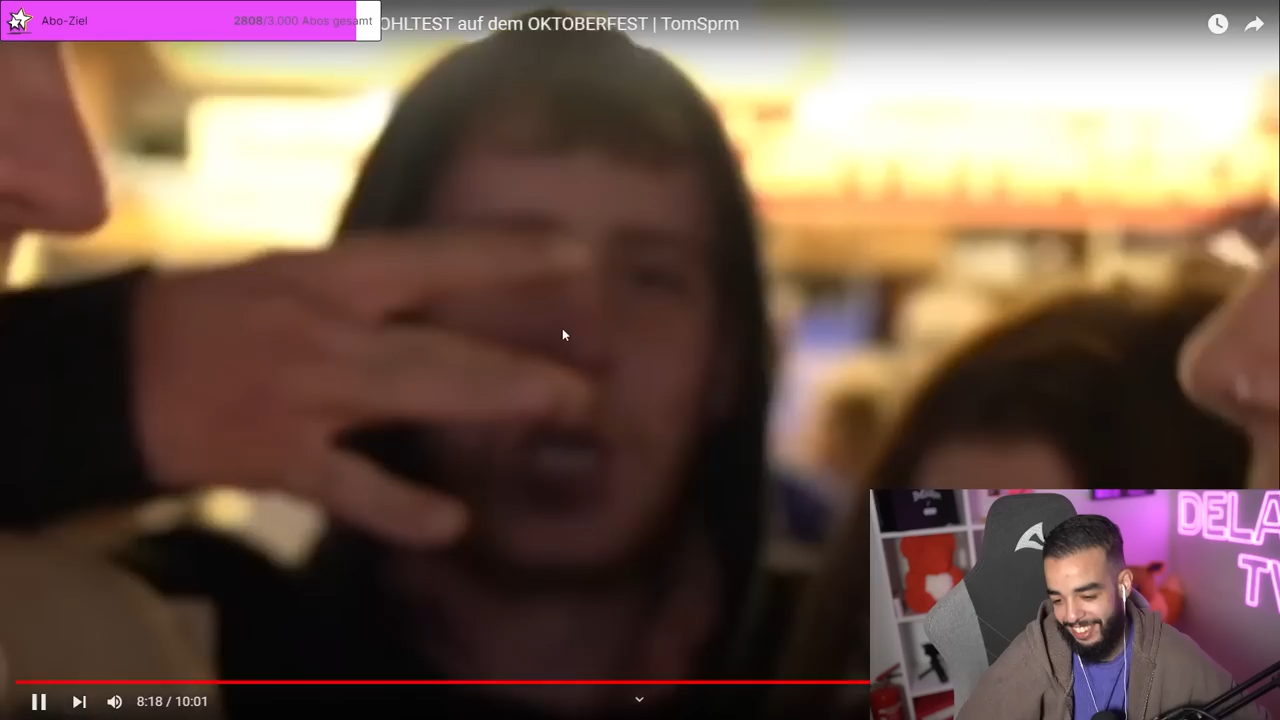 Abo-Ziel
2808/3.000 Abos gesamt
OHLTEST auf dem OKTOBERFEST | TomSprm
DELA
TV
8:18 / 10:01